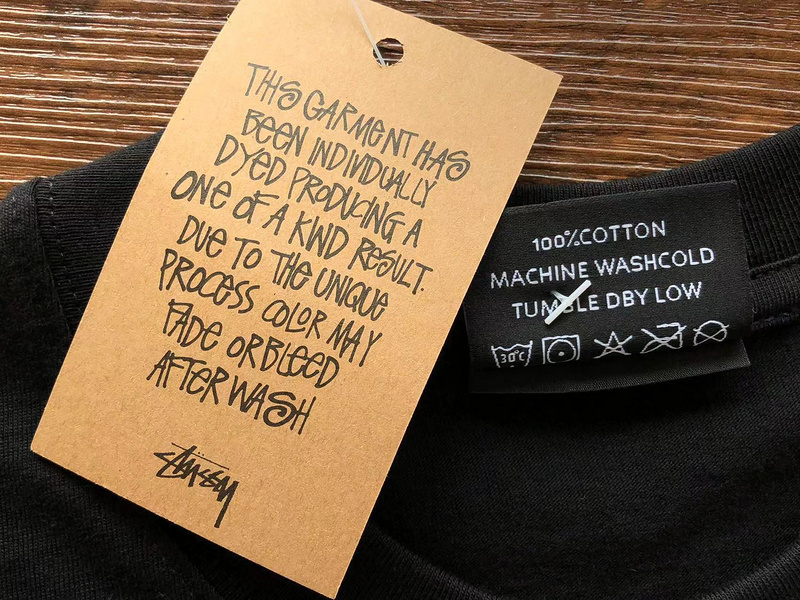 THIS GARMENT HAS
BEEN INDIVIDUALLY
DYED PRODUCING A
ONE OF A KIND RESULT.
DUE TO THE UNIQUE
PROCESS COLOR MAY
FADE OR BLEED
AFTER WASH
Stüssy
100%COTTON
MACHINE WASHCOLD
TUMBLE DBY LOW
30°C